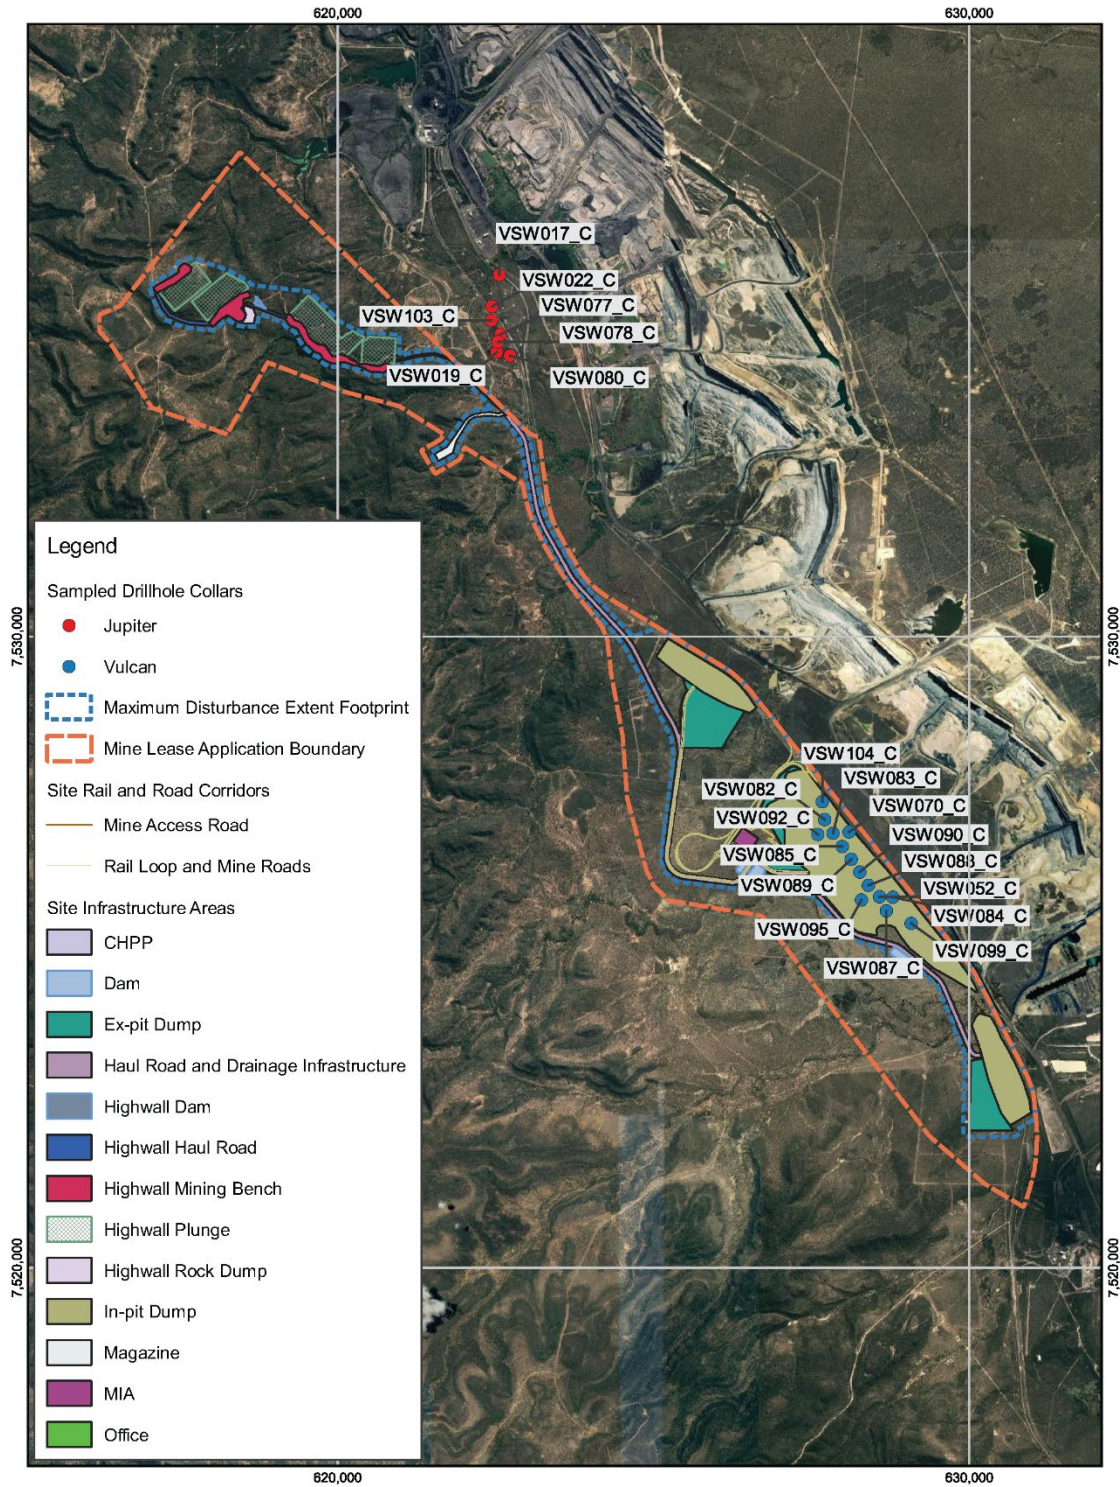 620,000
630,000
VSW017_C
VSW022_C
VSW077_C
VSW103_C
VSW078_C
VSW019_C
VSW080_C
Legend
Sampled Drillhole Collars
Jupiter
Vulcan
Maximum Disturbance Extent Footprint
Mine Lease Application Boundary
Site Rail and Road Corridors
Mine Access Road
Rail Loop and Mine Roads
Site Infrastructure Areas
CHPP
Dam
Ex-pit Dump
Haul Road and Drainage Infrastructure
Highwall Dam
Highwall Haul Road
Highwall Mining Bench
Highwall Plunge
Highwall Rock Dump
In-pit Dump
Magazine
MIA
Office
7,530,000
7,530,000
VSW104_C
VSW083_C
VSW082_C
VSW070_C
VSW092_C
VSW090_C
VSW085_C
VSW088_C
VSW089_C
VSW052_C
VSW084_C
VSW095_C
VSW099_C
VSW087_C
7,520,000
7,520,000
620,000
630,000